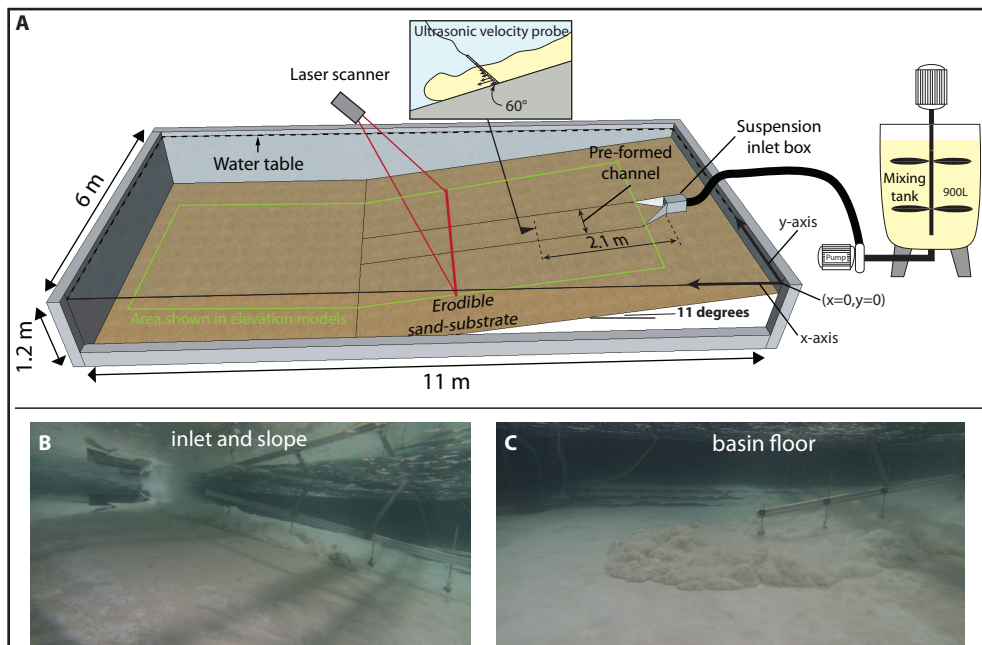 A
Ultrasonic velocity probe
60°
Laser scanner
Water table
Suspension
inlet box
Pre-formed
channel
Mixing
tank
900L
Pump
6 m
2.1 m
y-axis
(x=0,y=0)
x-axis
Area shown in elevation models
Erodible
sand-substrate
11 degrees
1.2 m
11 m
B
inlet and slope
C
basin floor